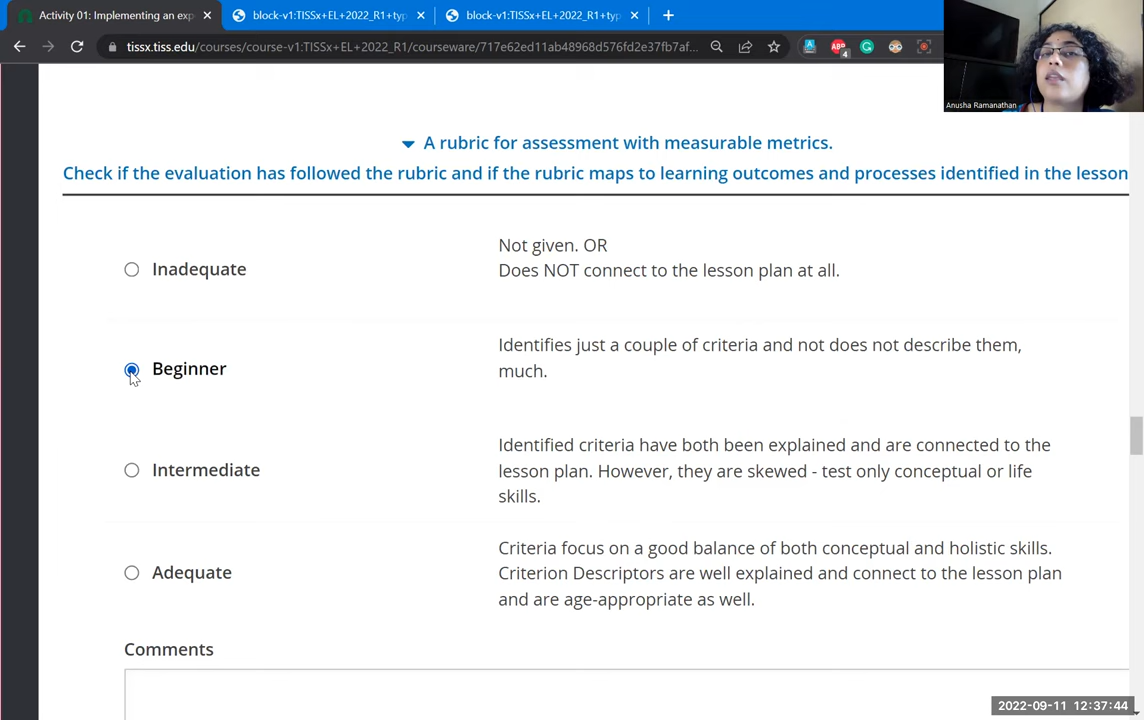 Activity 01: Implementing an exp
block-v1:TISSx+EL+2022_R1+typ
block-v1:TISSx+EL+2022_R1+typ
tissx.tiss.edu/courses/course-v1:TISSx+EL+2022_R1/courseware/717e62ed11ab48968d576fd2e37fb7af...
ABP
4
Anusha Ramanathan
A rubric for assessment with measurable metrics.
Check if the evaluation has followed the rubric and if the rubric maps to learning outcomes and processes identified in the lesson
Inadequate
Not given. OR
Does NOT connect to the lesson plan at all.
Beginner
Identifies just a couple of criteria and not does not describe them,
much.
Intermediate
Identified criteria have both been explained and are connected to the
lesson plan. However, they are skewed - test only conceptual or life
skills.
Adequate
Criteria focus on a good balance of both conceptual and holistic skills.
Criterion Descriptors are well explained and connect to the lesson plan
and are age-appropriate as well.
Comments
2022-09-11 12:37:44